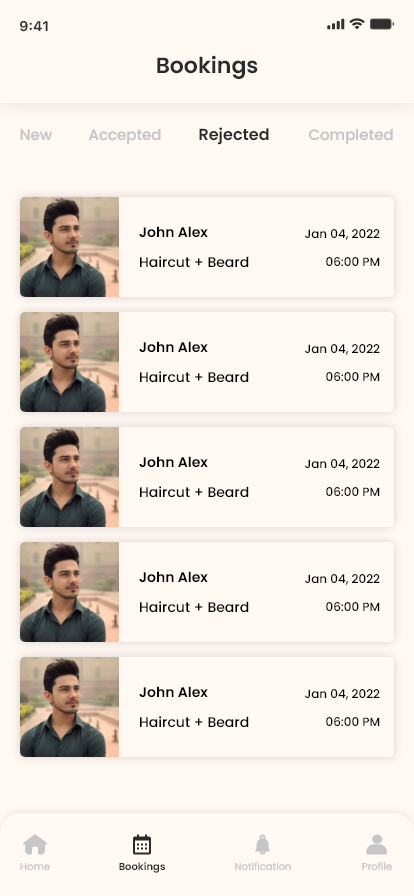 9:41
Bookings
New Accepted Rejected Completed
John Alex Jan 04, 2022
Haircut + Beard 06:00 PM
John Alex Jan 04, 2022
Haircut + Beard 06:00 PM
John Alex Jan 04, 2022
Haircut + Beard 06:00 PM
John Alex Jan 04, 2022
Haircut + Beard 06:00 PM
John Alex Jan 04, 2022
Haircut + Beard 06:00 PM
Home Bookings Notification Profile